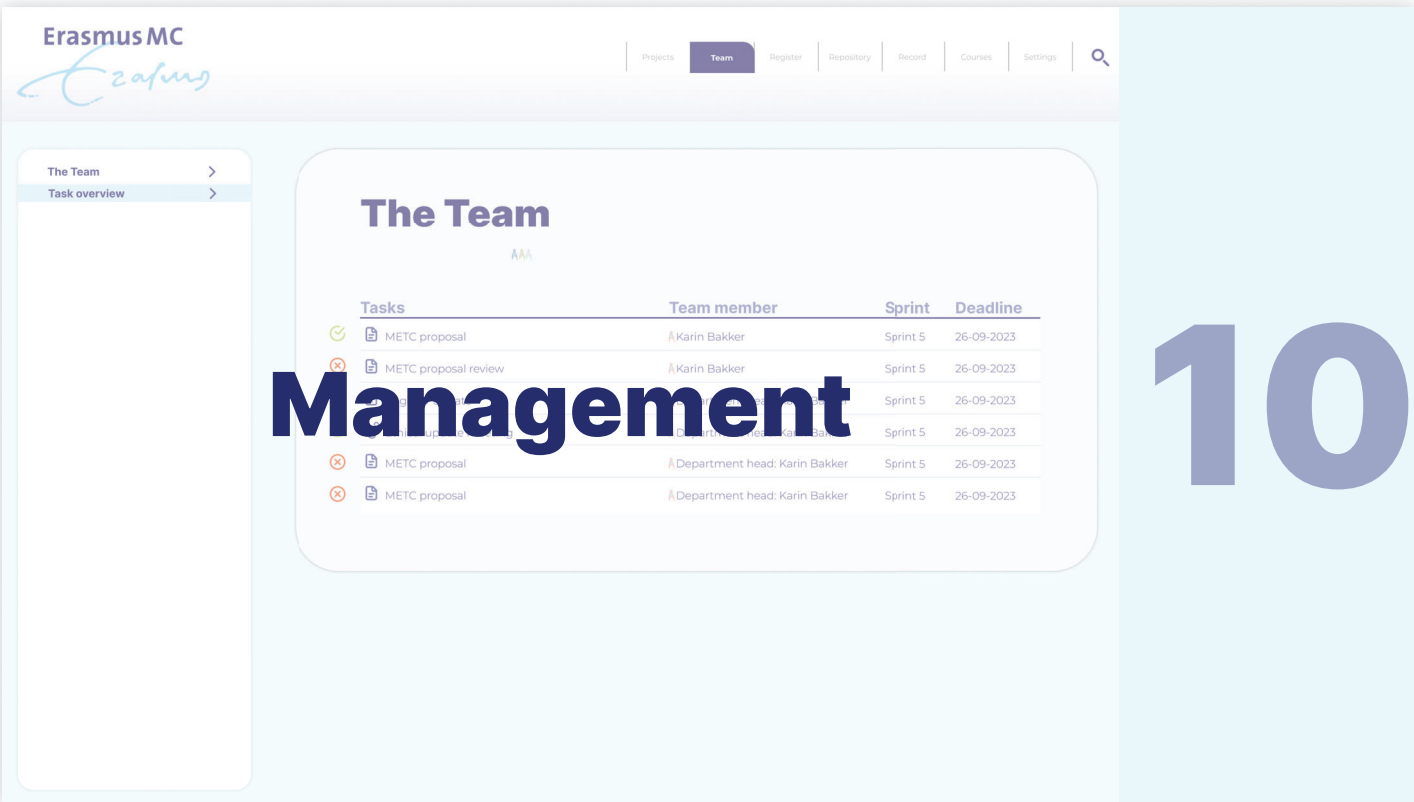 Erasmus MC
Erasmus
Projects Team Register Repository Record Courses Settings
The Team
Task overview
The Team
Tasks Team member Sprint Deadline
METC proposal Karin Bakker Sprint 5 26-09-2023
METC proposal review Karin Bakker Sprint 5 26-09-2023
Sprint 5 26-09-2023
Sprint 5 26-09-2023
METC proposal Department head: Karin Bakker Sprint 5 26-09-2023
METC proposal Department head: Karin Bakker Sprint 5 26-09-2023
Management
10